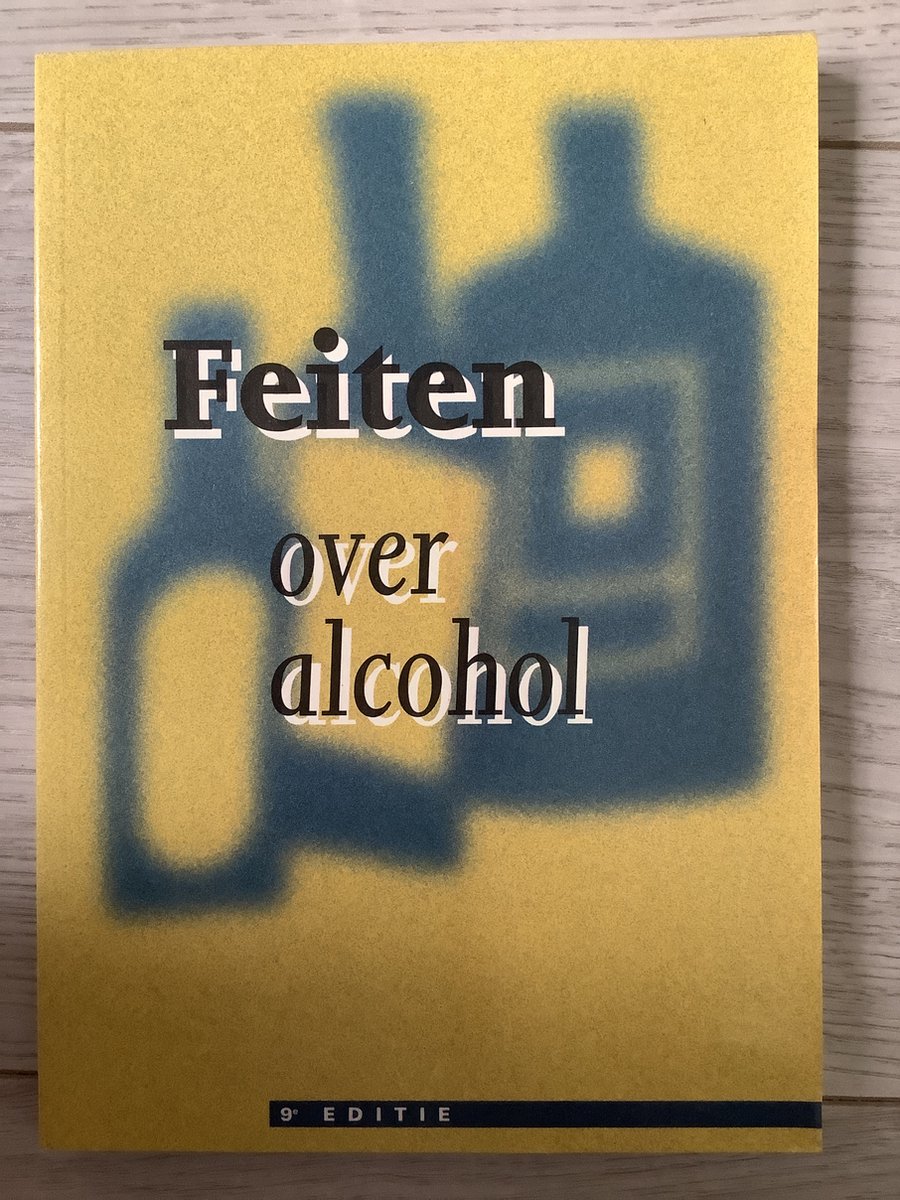 Feiten
over
alcohol
9e EDITIE